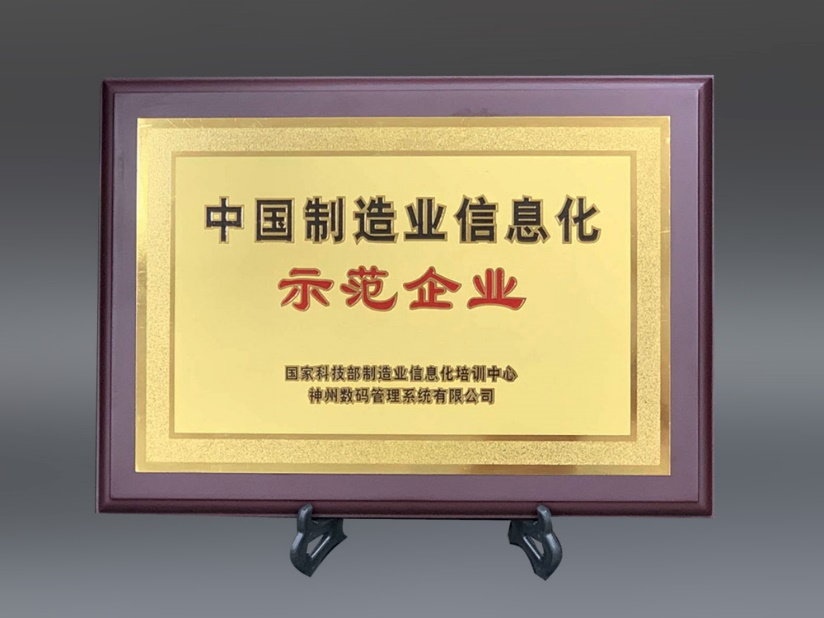 中国制造业信息化
示范企业
国家科技部制造业信息化培训中心
神州数码管理系统有限公司